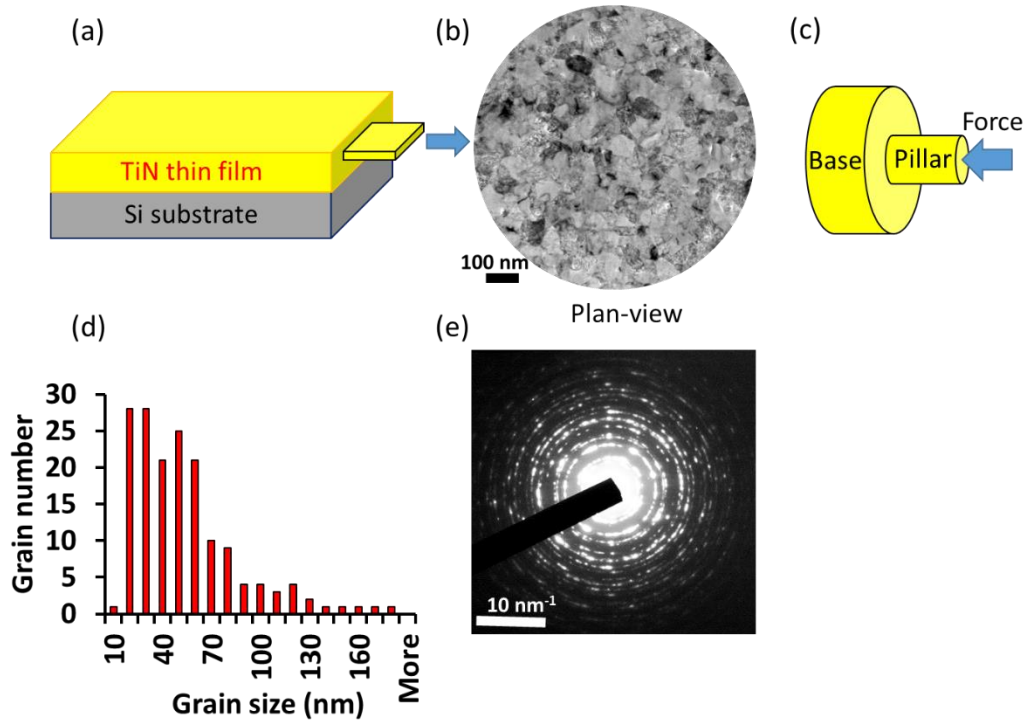 (a)
(b)
(c)
TiN thin film
Si substrate
100 nm
Plan-view
Base
Pillar
Force
(d)
(e)
Grain number
30
25
20
15
10
5
0
10
40
70
100
130
160
More
Grain size (nm)
10 nm⁻¹